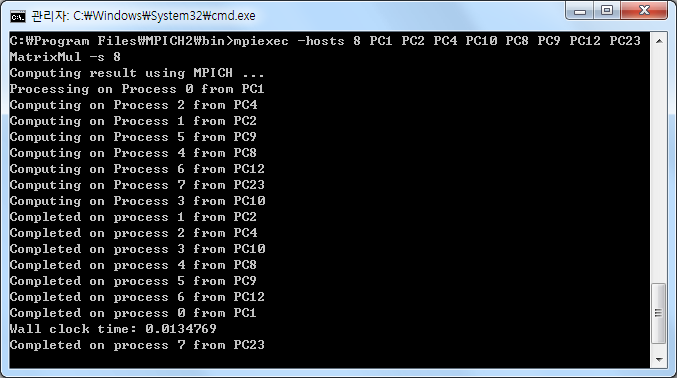 관리자: C:₩Windows₩System32₩cmd.exe
C:₩Program Files₩MPICH2₩bin>mpiexec -hosts 8 PC1 PC2 PC4 PC10 PC8 PC9 PC12 PC23
MatrixMul -s 8
Computing result using MPICH ...
Processing on Process 0 from PC1
Computing on Process 2 from PC4
Computing on Process 1 from PC2
Computing on Process 5 from PC9
Computing on Process 4 from PC8
Computing on Process 6 from PC12
Computing on Process 7 from PC23
Computing on Process 3 from PC10
Completed on process 1 from PC2
Completed on process 2 from PC4
Completed on process 3 from PC10
Completed on process 4 from PC8
Completed on process 5 from PC9
Completed on process 6 from PC12
Completed on process 0 from PC1
Wall clock time: 0.0134769
Completed on process 7 from PC23